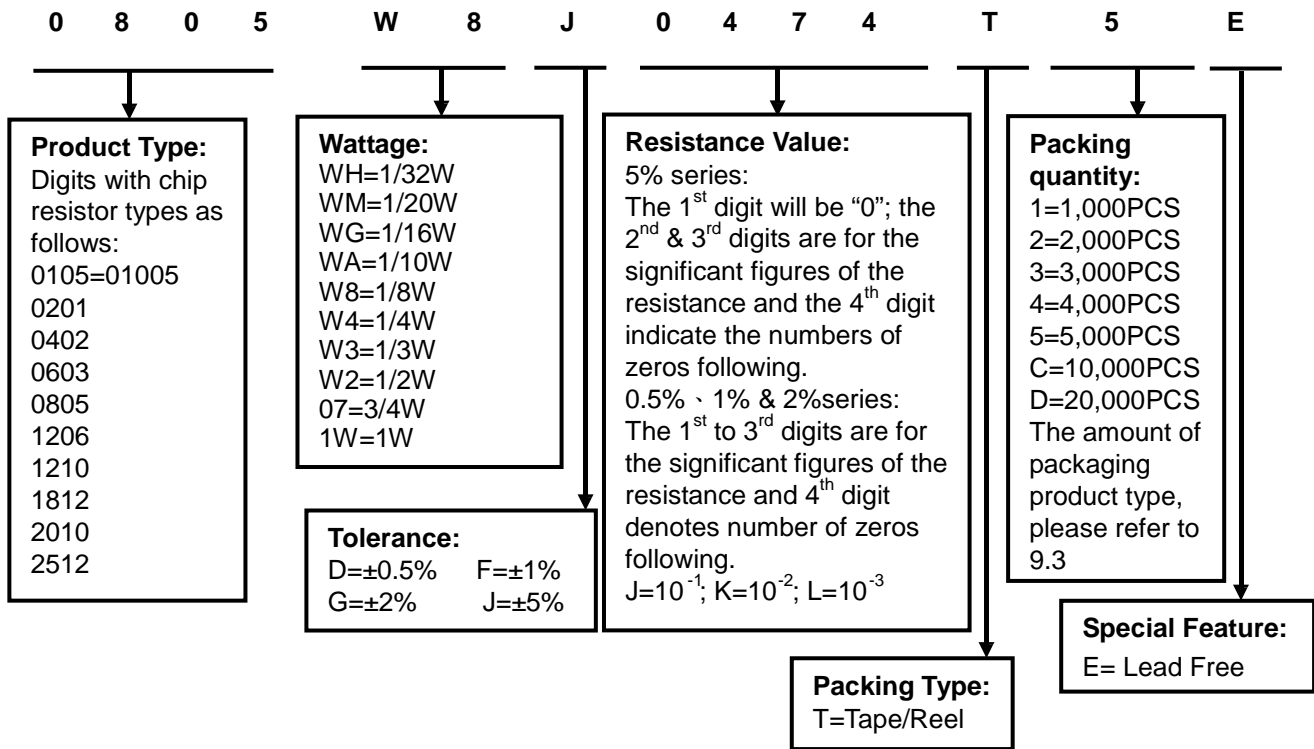 0 8 0 5 W 8 J 0 4 7 4 T 5 E
Product Type:
Digits with chip
resistor types as
follows:
0105=01005
0201
0402
0603
0805
1206
1210
1812
2010
2512
Wattage:
WH=1/32W
WM=1/20W
WG=1/16W
WA=1/10W
W8=1/8W
W4=1/4W
W3=1/3W
W2=1/2W
07=3/4W
1W=1W
Tolerance:
D=±0.5% F=±1%
G=±2% J=±5%
Resistance Value:
5% series:
The 1st digit will be “0”; the
2nd & 3rd digits are for the
significant figures of the
resistance and the 4th digit
indicate the numbers of
zeros following.
0.5%、1% & 2%series:
The 1st to 3rd digits are for
the significant figures of the
resistance and 4th digit
denotes number of zeros
following.
J=10-1; K=10-2; L=10-3
Packing Type:
T=Tape/Reel
Packing
quantity:
1=1,000PCS
2=2,000PCS
3=3,000PCS
4=4,000PCS
5=5,000PCS
C=10,000PCS
D=20,000PCS
The amount of
packaging
product type,
please refer to
9.3
Special Feature:
E= Lead Free